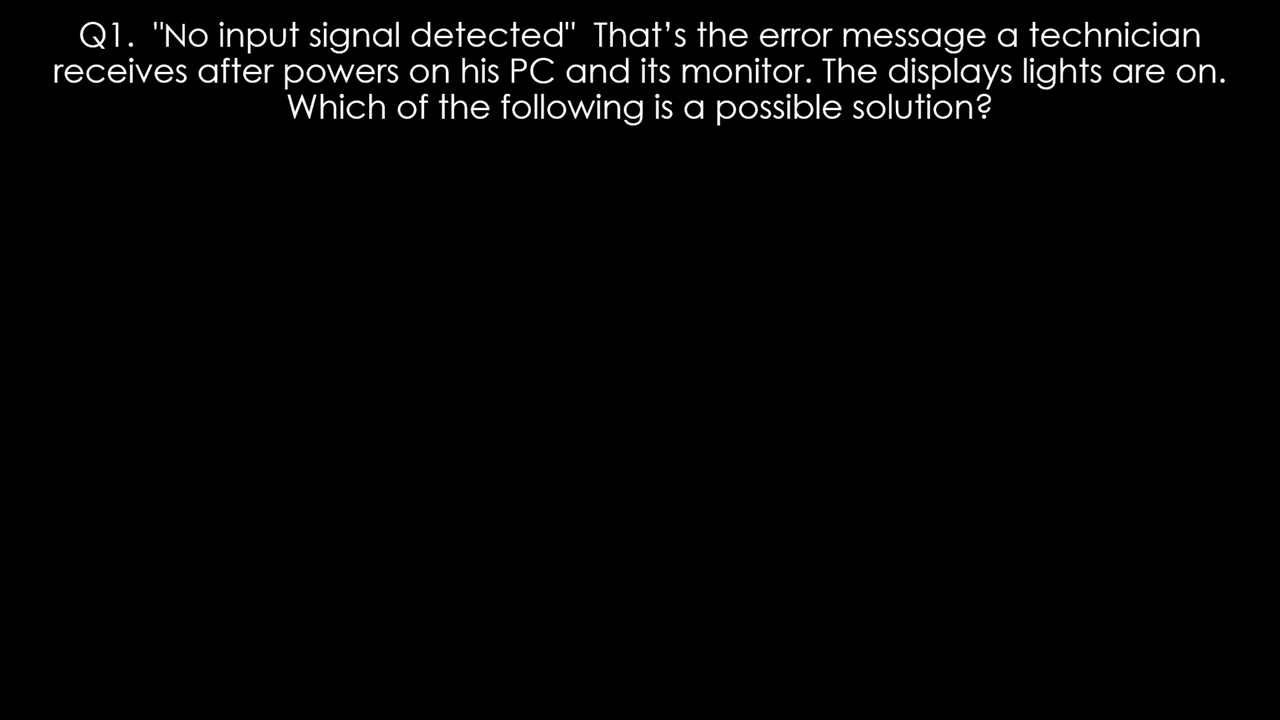 Q1.  "No input signal detected"  That’s the error message a technician
receives after powers on his PC and its monitor. The displays lights are on.
Which of the following is a possible solution?